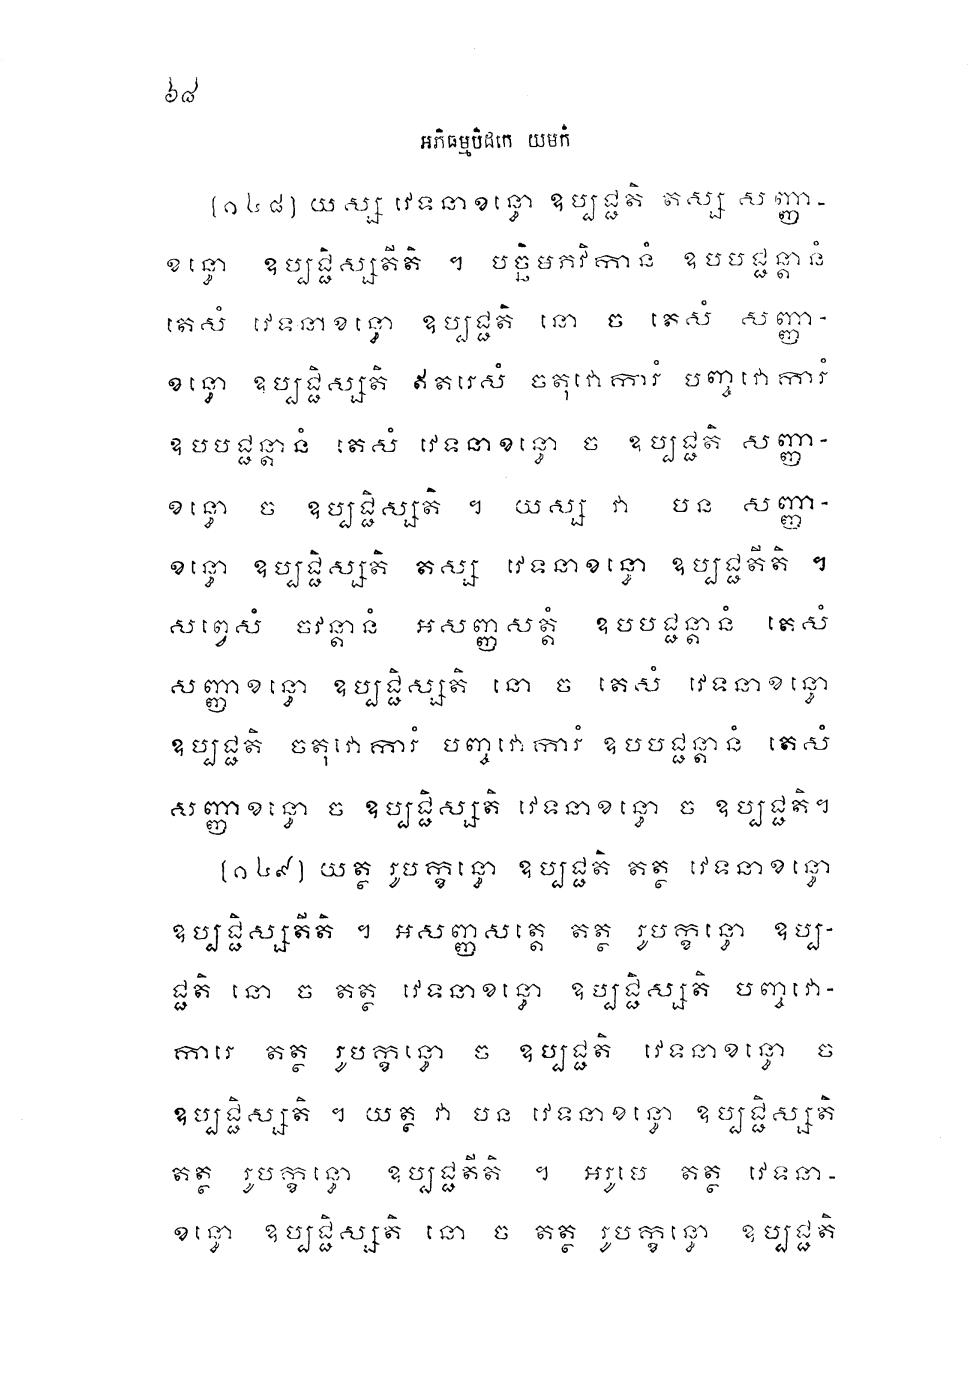 ៦៨
អភិធម្មបិដកេ យមកំ
(១៤៨) យស្ស វេទនាខន្ធោ ឧប្បជ្ជតិ តស្ស សញ្ញា-
ខន្ធោ ឧប្បជ្ជិស្សតីតិ ។ បច្ឆិមភវិកានំ ឧបបជ្ជន្តានំ
តេសំ វេទនាខន្ធោ ឧប្បជ្ជតិ នោ ច តេសំ សញ្ញា-
ខន្ធោ ឧប្បជ្ជិស្សតិ ឥតរេសំ ចតុវោការំ បញ្ចវោការំ
ឧបបជ្ជន្តានំ តេសំ វេទនាខន្ធោ ច ឧប្បជ្ជតិ សញ្ញា-
ខន្ធោ ច ឧប្បជ្ជិស្សតិ ។ យស្ស វា បន សញ្ញា-
ខន្ធោ ឧប្បជ្ជិស្សតិ តស្ស វេទនាខន្ធោ ឧប្បជ្ជតីតិ ។
សព្វេសំ ចវន្តានំ អសញ្ញសត្តំ ឧបបជ្ជន្តានំ តេសំ
សញ្ញាខន្ធោ ឧប្បជ្ជិស្សតិ នោ ច តេសំ វេទនាខន្ធោ
ឧប្បជ្ជតិ ចតុវោការំ បញ្ចវោការំ ឧបបជ្ជន្តានំ តេសំ
សញ្ញាខន្ធោ ច ឧប្បជ្ជិស្សតិ វេទនាខន្ធោ ច ឧប្បជ្ជតិ។
(១៤៩) យត្ថ រូបក្ខន្ធោ ឧប្បជ្ជតិ តត្ថ វេទនាខន្ធោ
ឧប្បជ្ជិស្សតីតិ ។ អសញ្ញសត្តេ តត្ថ រូបក្ខន្ធោ ឧប្ប-
ជ្ជតិ នោ ច តត្ថ វេទនាខន្ធោ ឧប្បជ្ជិស្សតិ បញ្ចវោ-
ការេ តត្ថ រូបក្ខន្ធោ ច ឧប្បជ្ជតិ វេទនាខន្ធោ ច
ឧប្បជ្ជិស្សតិ ។ យត្ថ វា បន វេទនាខន្ធោ ឧប្បជ្ជិស្សតិ
តត្ថ រូបក្ខន្ធោ ឧប្បជ្ជតីតិ ។ អរូបេ តត្ថ វេទនា-
ខន្ធោ ឧប្បជ្ជិស្សតិ នោ ច តត្ថ រូបក្ខន្ធោ ឧប្បជ្ជតិ